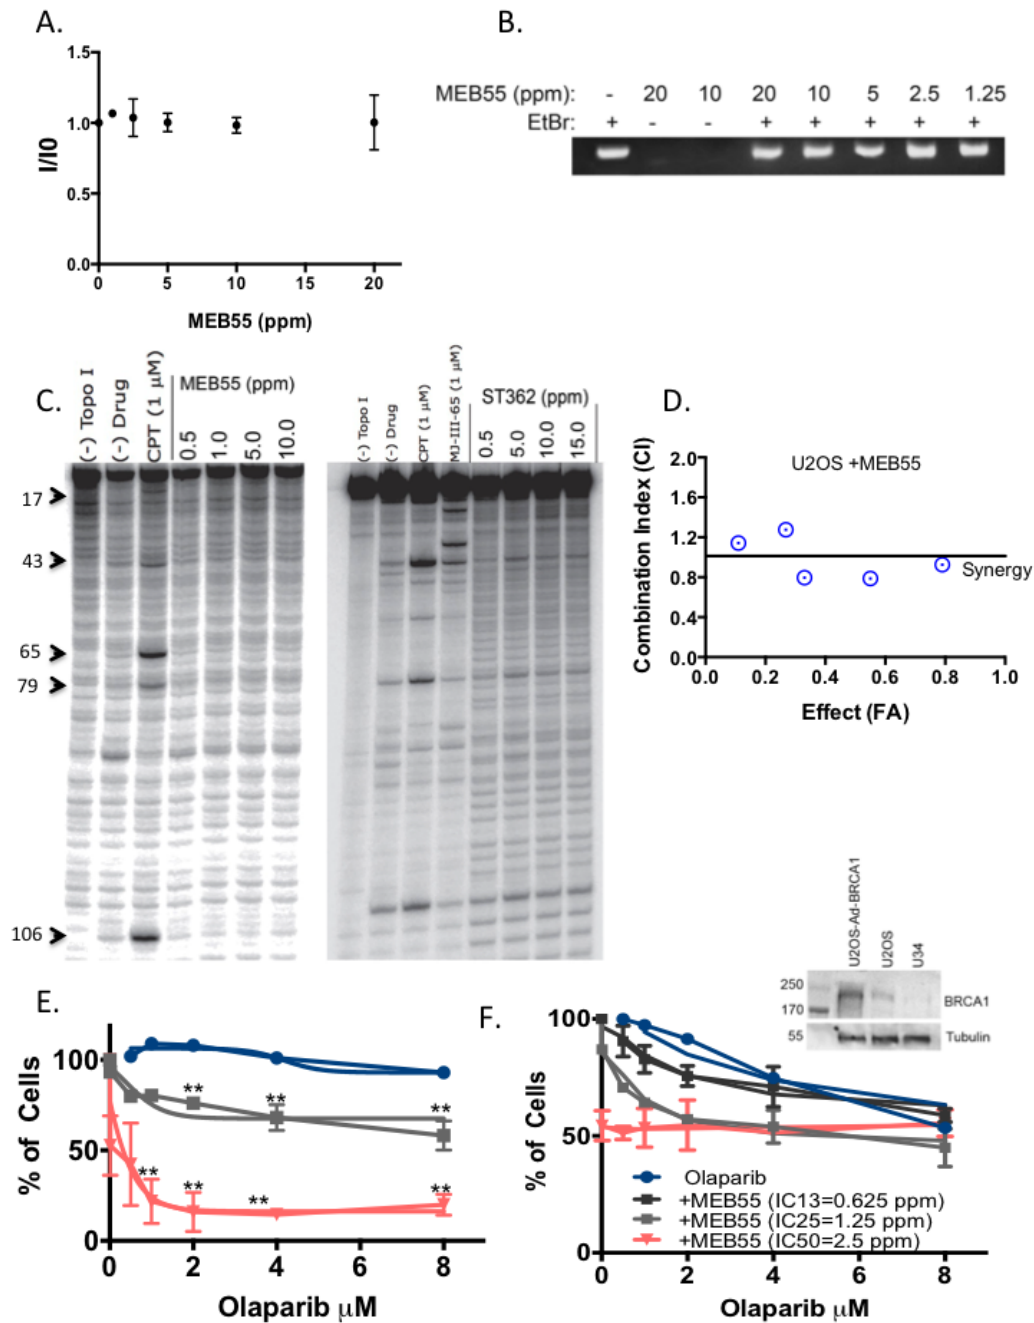 A.
1.5
1.0
0.5
0.0
I/I0
0 5 10 15 20
MEB55 (ppm)
B.
MEB55 (ppm): - 20 10 20 10 5 2.5 1.25
EtBr: + - - + + + + +
C.
(-) Topo I
(-) Drug
CPT (1 μM)
MEB55 (ppm)
0.5
1.0
5.0
10.0
17
43
65
79
106
(-) Topo I
(-) Drug
CPT (1 μM)
MJ-III-65 (1 μM)
ST362 (ppm)
0.5
5.0
10.0
15.0
D.
U2OS +MEB55
Combination Index (CI)
2.0
1.6
1.2
0.8
0.4
0.0
Synergy
0.0 0.2 0.4 0.6 0.8 1.0
Effect (FA)
E.
% of Cells
100
50
0
** ** **
** ** ** **
0 2 4 6 8
Olaparib μM
F.
U2OS-Ad-BRCA1
U2OS
U34
250
170
BRCA1
55
Tubulin
% of Cells
100
50
0
Olaparib
+MEB55 (IC13=0.625 ppm)
+MEB55 (IC25=1.25 ppm)
+MEB55 (IC50=2.5 ppm)
0 2 4 6 8
Olaparib μM